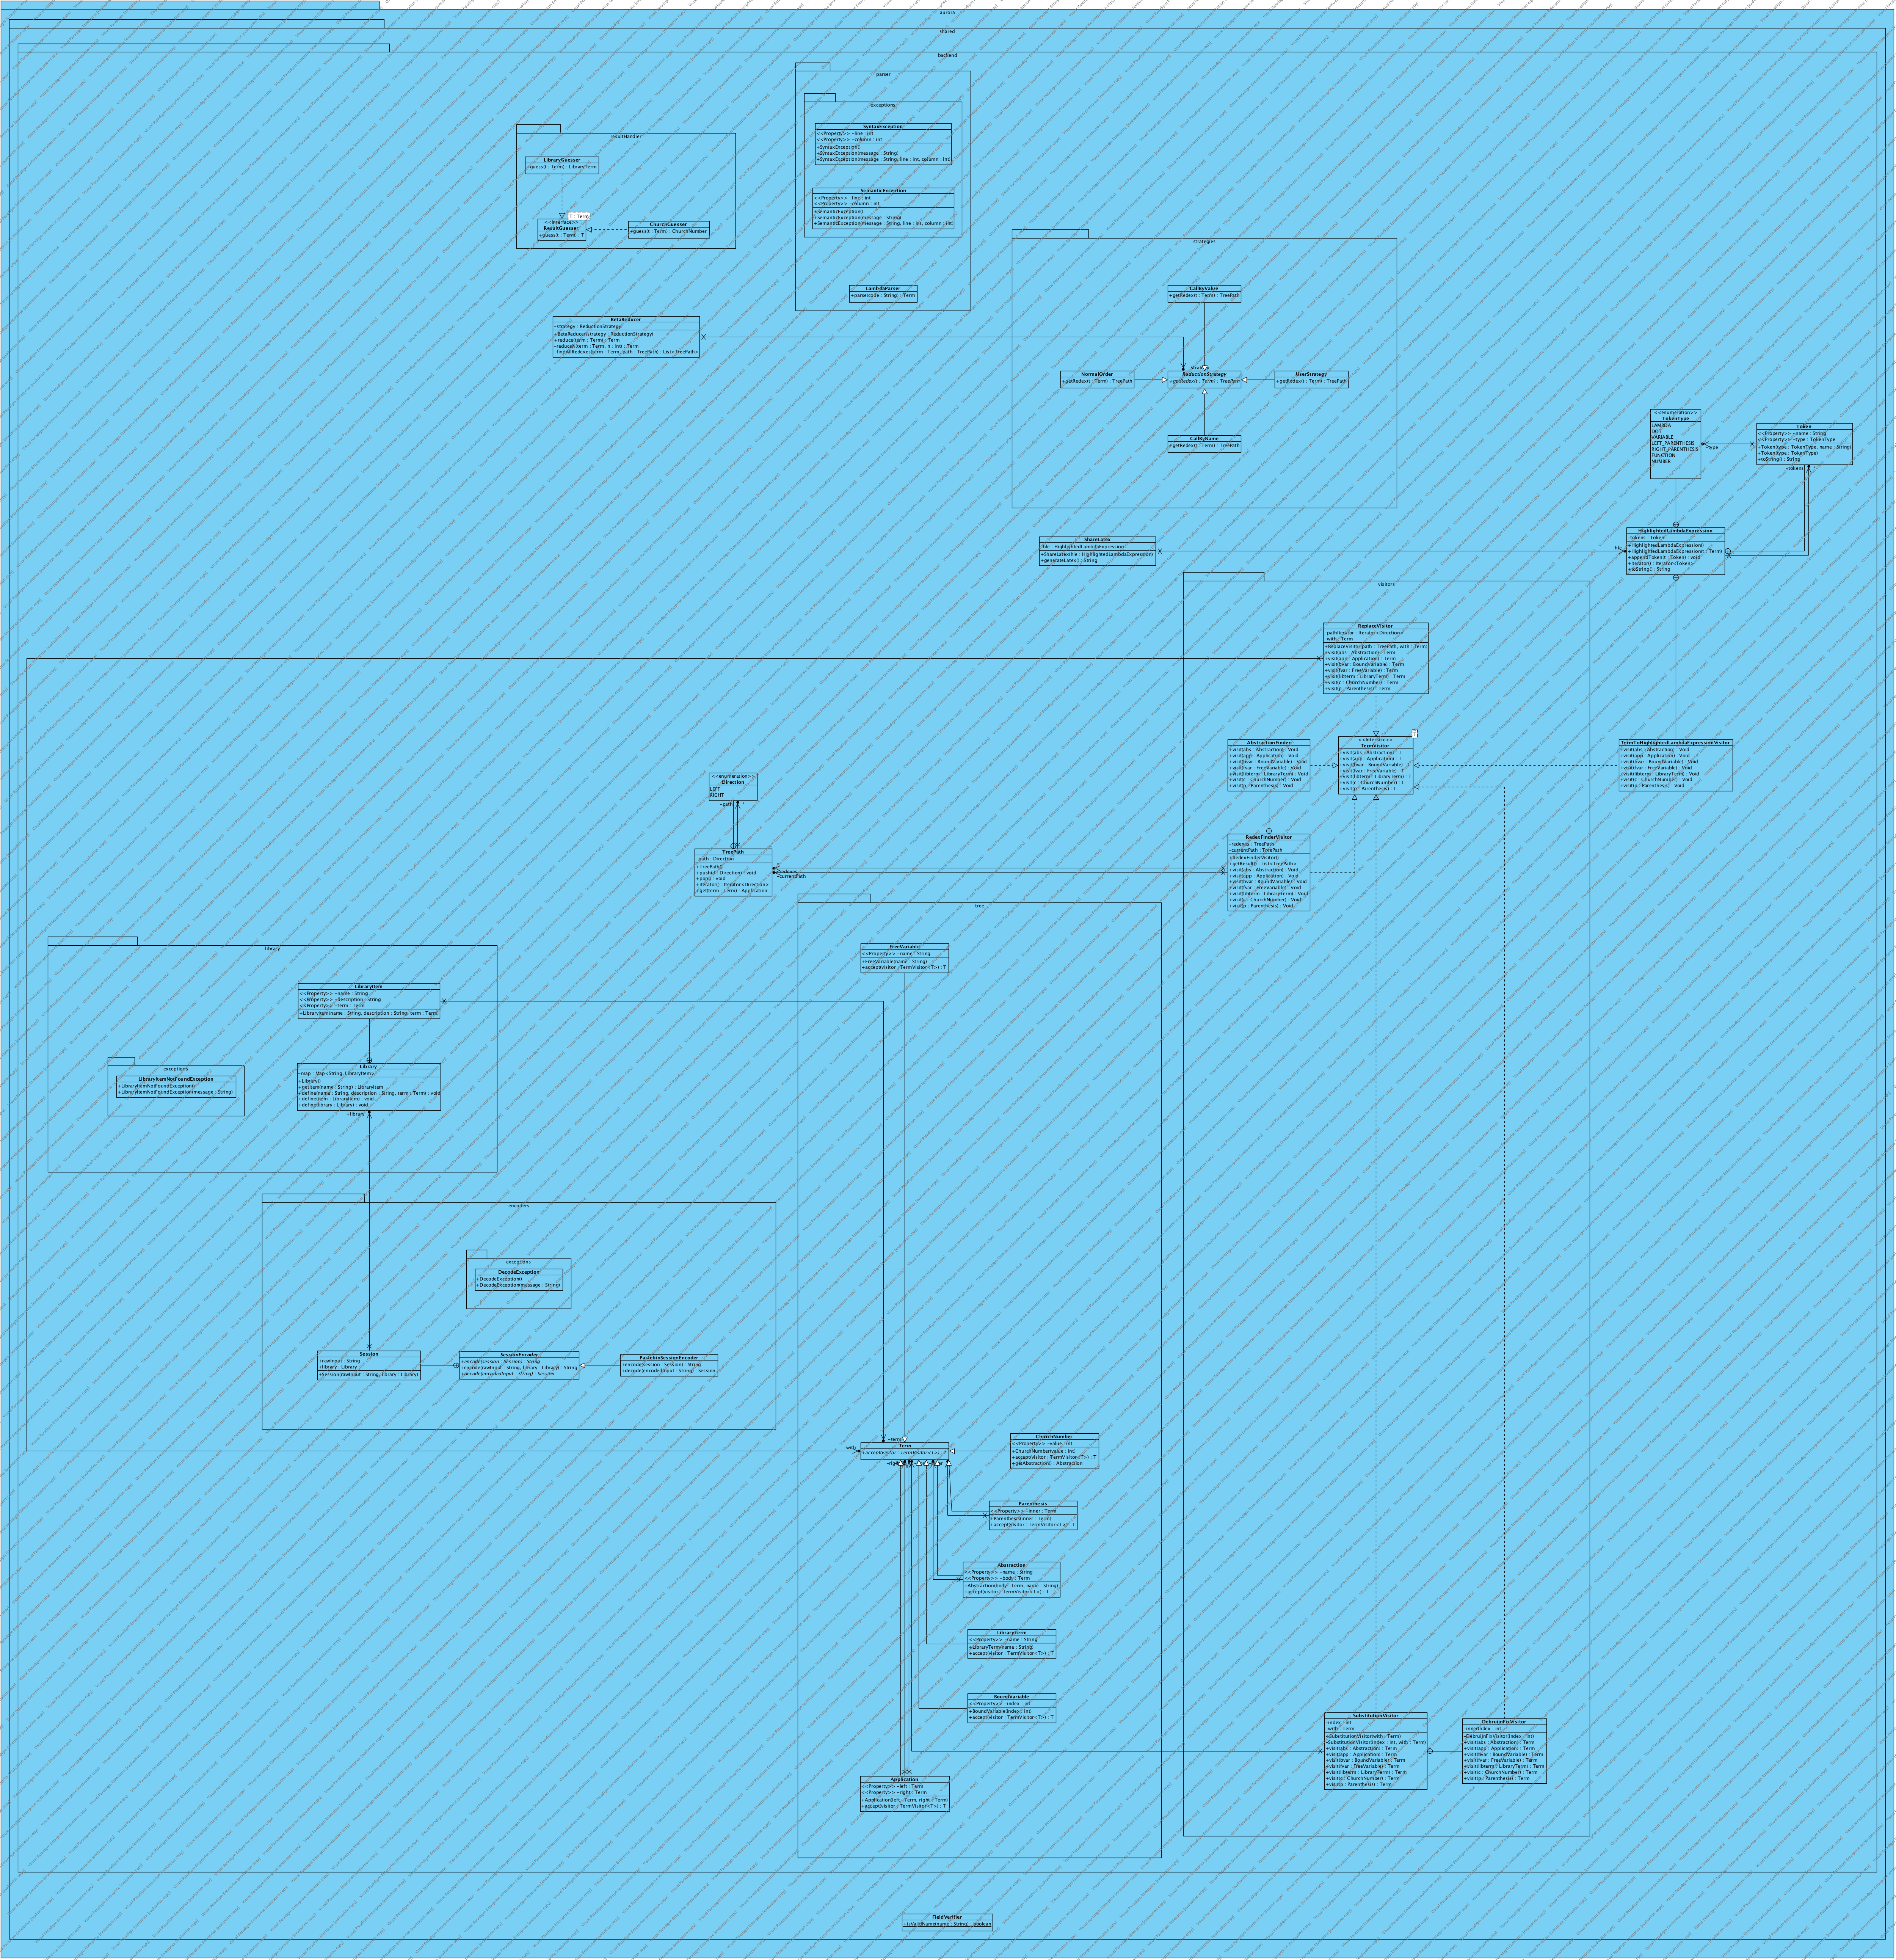 aurora
shared
backend
parser
exceptions
SyntaxException
<<Property>> -line : int
<<Property>> -column : int
+SyntaxException()
+SyntaxException(message : String)
+SyntaxException(message : String, line : int, column : int)
SemanticException
<<Property>> -line : int
<<Property>> -column : int
+SemanticException()
+SemanticException(message : String)
+SemanticException(message : String, line : int, column : int)
LambdaParser
+parse(code : String) : Term
resultHandler
LibraryGuesser
+guess(t : Term) : LibraryTerm
T : Term
<<Interface>>
ResultGuesser
+guess(t : Term) : T
ChurchGuesser
+guess(t : Term) : ChurchNumber
BetaReducer
-strategy : ReductionStrategy
+BetaReducer(strategy : ReductionStrategy)
+reduce(term : Term) : Term
-reduceN(term : Term, n : int) : Term
-findAllRedexes(term : Term, path : TreePath) : List<TreePath>
strategies
CallByValue
+getRedex(t : Term) : TreePath
NormalOrder
+getRedex(t : Term) : TreePath
ReductionStrategy
+getRedex(t : Term) : TreePath
UserStrategy
+getRedex(t : Term) : TreePath
CallByName
+getRedex(t : Term) : TreePath
<<enumeration>>
TokenType
LAMBDA
DOT
VARIABLE
LEFT_PARENTHESIS
RIGHT_PARENTHESIS
FUNCTION
NUMBER
-type
Token
<<Property>> -name : String
<<Property>> -type : TokenType
+Token(type : TokenType, name : String)
+Token(type : TokenType)
+toString() : String
-tokens
ShareLatex
-hle : HighlightedLambdaExpression
+ShareLatex(hle : HighlightedLambdaExpression)
+generateLatex() : String
-hle
HighlightedLambdaExpression
-tokens : Token
+HighlightedLambdaExpression()
+HighlightedLambdaExpression(t : Term)
+appendToken(t : Token) : void
+iterator() : Iterator<Token>
+toString() : String
visitors
ReplaceVisitor
-pathIterator : Iterator<Direction>
-with : Term
+ReplaceVisitor(path : TreePath, with : Term)
+visit(abs : Abstraction) : Term
+visit(app : Application) : Term
+visit(bvar : BoundVariable) : Term
+visit(fvar : FreeVariable) : Term
+visit(libterm : LibraryTerm) : Term
+visit(c : ChurchNumber) : Term
+visit(p : Parenthesis) : Term
AbstractionFinder
+visit(abs : Abstraction) : Void
+visit(app : Application) : Void
+visit(bvar : BoundVariable) : Void
+visit(fvar : FreeVariable) : Void
+visit(libterm : LibraryTerm) : Void
+visit(c : ChurchNumber) : Void
+visit(p : Parenthesis) : Void
T
<<Interface>>
TermVisitor
+visit(abs : Abstraction) : T
+visit(app : Application) : T
+visit(bvar : BoundVariable) : T
+visit(fvar : FreeVariable) : T
+visit(libterm : LibraryTerm) : T
+visit(c : ChurchNumber) : T
+visit(p : Parenthesis) : T
TermToHighlightedLambdaExpressionVisitor
+visit(abs : Abstraction) : Void
+visit(app : Application) : Void
+visit(bvar : BoundVariable) : Void
+visit(fvar : FreeVariable) : Void
+visit(libterm : LibraryTerm) : Void
+visit(c : ChurchNumber) : Void
+visit(p : Parenthesis) : Void
<<enumeration>>
Direction
LEFT
RIGHT
-path
TreePath
-path : Direction
+TreePath()
+push(d : Direction) : void
+pop() : void
+iterator() : Iterator<Direction>
+get(term : Term) : Application
-redexes
-currentPath
RedexFinderVisitor
-redexes : TreePath
-currentPath : TreePath
+RedexFinderVisitor()
+getResult() : List<TreePath>
+visit(abs : Abstraction) : Void
+visit(app : Application) : Void
+visit(bvar : BoundVariable) : Void
+visit(fvar : FreeVariable) : Void
+visit(libterm : LibraryTerm) : Void
+visit(c : ChurchNumber) : Void
+visit(p : Parenthesis) : Void
tree
FreeVariable
<<Property>> -name : String
+FreeVariable(name : String)
+accept(visitor : TermVisitor<T>) : T
library
LibraryItem
<<Property>> -name : String
<<Property>> -description : String
<<Property>> -term : Term
+LibraryItem(name : String, description : String, term : Term)
exceptions
LibraryItemNotFoundException
+LibraryItemNotFoundException()
+LibraryItemNotFoundException(message : String)
Library
-map : Map<String, LibraryItem>
+Library()
+getItem(name : String) : LibraryItem
+define(name : String, description : String, term : Term) : void
+define(item : LibraryItem) : void
+define(library : Library) : void
+library
encoders
exceptions
DecodeException
+DecodeException()
+DecodeException(message : String)
Session
+rawInput : String
+library : Library
+Session(rawInput : String, library : Library)
SessionEncoder
+encode(session : Session) : String
+encode(rawInput : String, library : Library) : String
+decode(encodedInput : String) : Session
PastebinSessionEncoder
+encode(session : Session) : String
+decode(encodedInput : String) : Session
-term
-with
Term
+accept(visitor : TermVisitor<T>) : T
ChurchNumber
<<Property>> -value : int
+ChurchNumber(value : int)
+accept(visitor : TermVisitor<T>) : T
+getAbstraction() : Abstraction
Parenthesis
<<Property>> -inner : Term
+Parenthesis(inner : Term)
+accept(visitor : TermVisitor<T>) : T
Abstraction
<<Property>> -name : String
<<Property>> -body : Term
+Abstraction(body : Term, name : String)
+accept(visitor : TermVisitor<T>) : T
LibraryTerm
<<Property>> -name : String
+LibraryTerm(name : String)
+accept(visitor : TermVisitor<T>) : T
BoundVariable
<<Property>> -index : int
+BoundVariable(index : int)
+accept(visitor : TermVisitor<T>) : T
Application
<<Property>> -left : Term
<<Property>> -right : Term
+Application(left : Term, right : Term)
+accept(visitor : TermVisitor<T>) : T
SubstitutionVisitor
-index : int
-with : Term
+SubstitutionVisitor(with : Term)
-SubstitutionVisitor(index : int, with : Term)
+visit(abs : Abstraction) : Term
+visit(app : Application) : Term
+visit(bvar : BoundVariable) : Term
+visit(fvar : FreeVariable) : Term
+visit(libterm : LibraryTerm) : Term
+visit(c : ChurchNumber) : Term
+visit(p : Parenthesis) : Term
DebruijnFixVisitor
-innerIndex : int
-DebruijnFixVisitor(index : int)
+visit(abs : Abstraction) : Term
+visit(app : Application) : Term
+visit(bvar : BoundVariable) : Term
+visit(fvar : FreeVariable) : Term
+visit(libterm : LibraryTerm) : Term
+visit(c : ChurchNumber) : Term
+visit(p : Parenthesis) : Term
FieldVerifier
+isValidName(name : String) : boolean